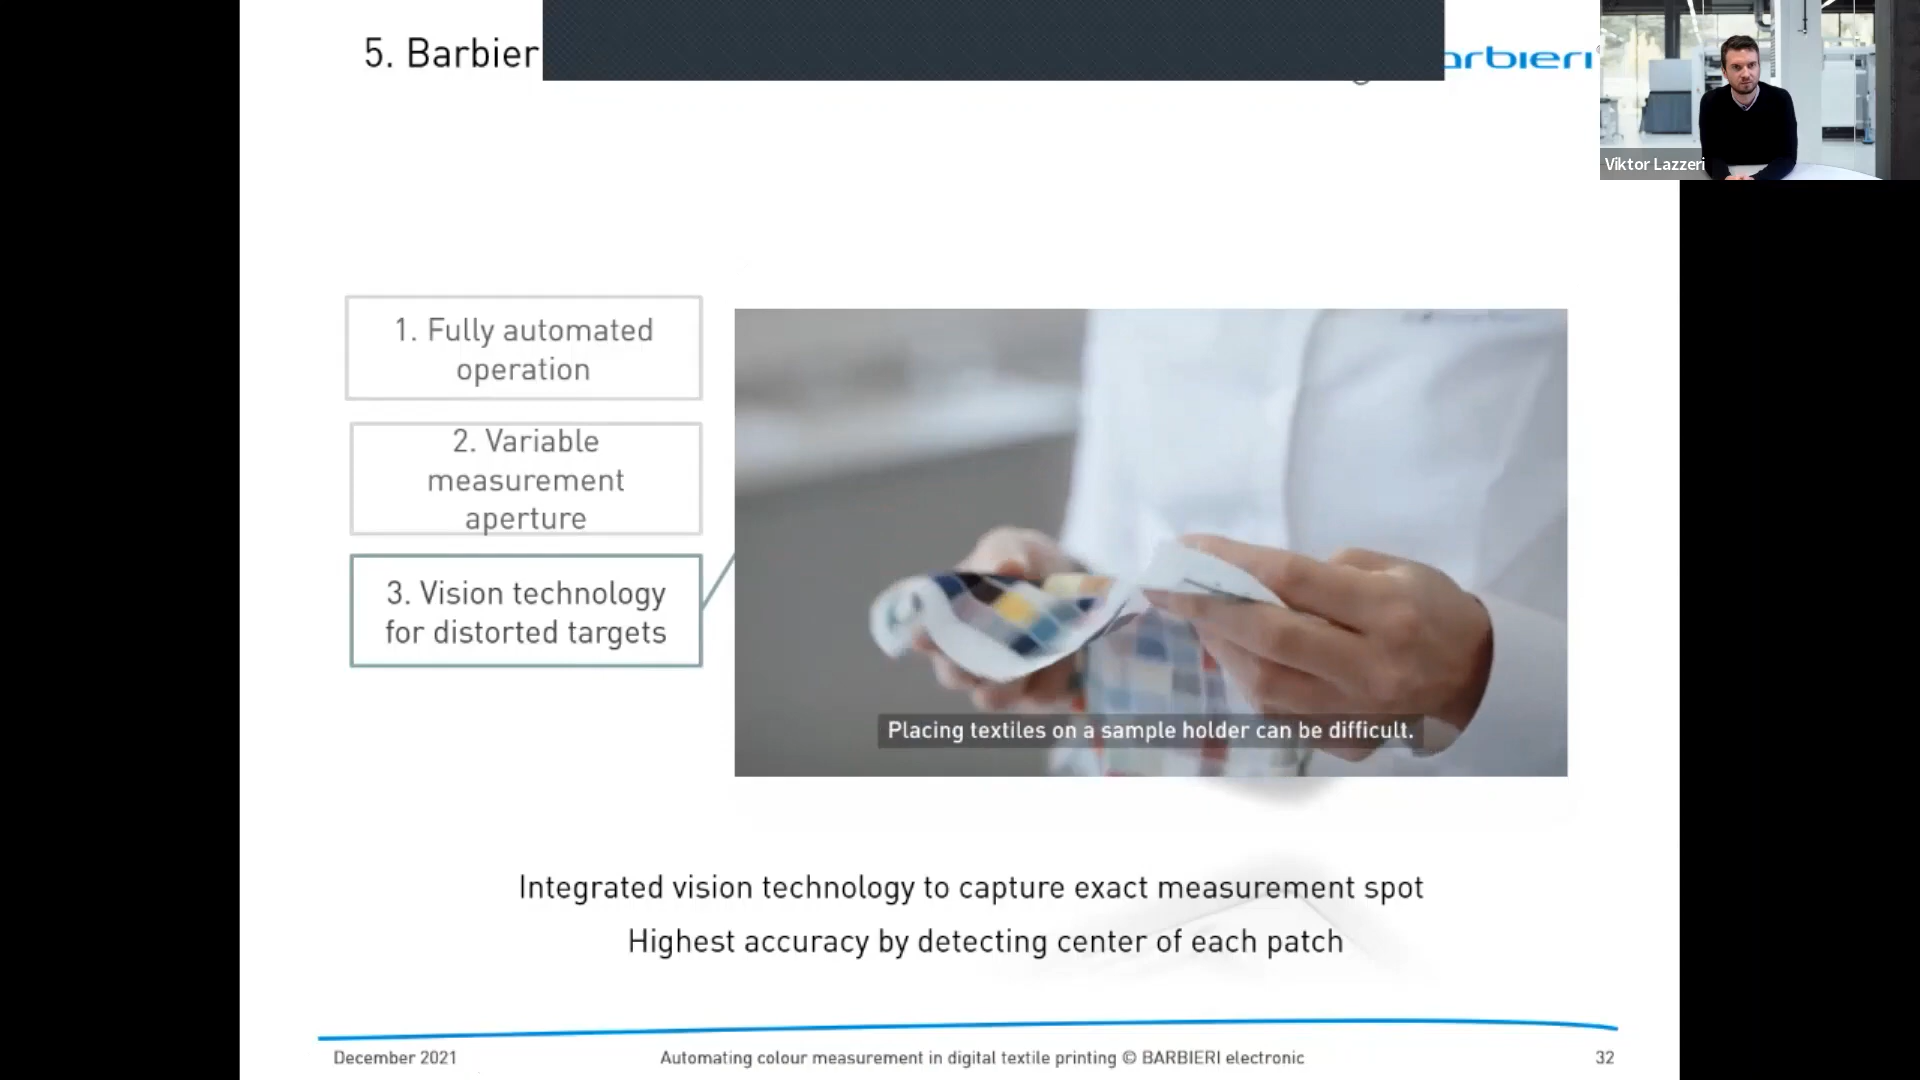 5. Barbier
arbieri
Viktor Lazzeri
1. Fully automated
operation
2. Variable
measurement
aperture
3. Vision technology
for distorted targets
Placing textiles on a sample holder can be difficult.
Integrated vision technology to capture exact measurement spot
Highest accuracy by detecting center of each patch
December 2021
Automating colour measurement in digital textile printing © BARBIERI electronic
32